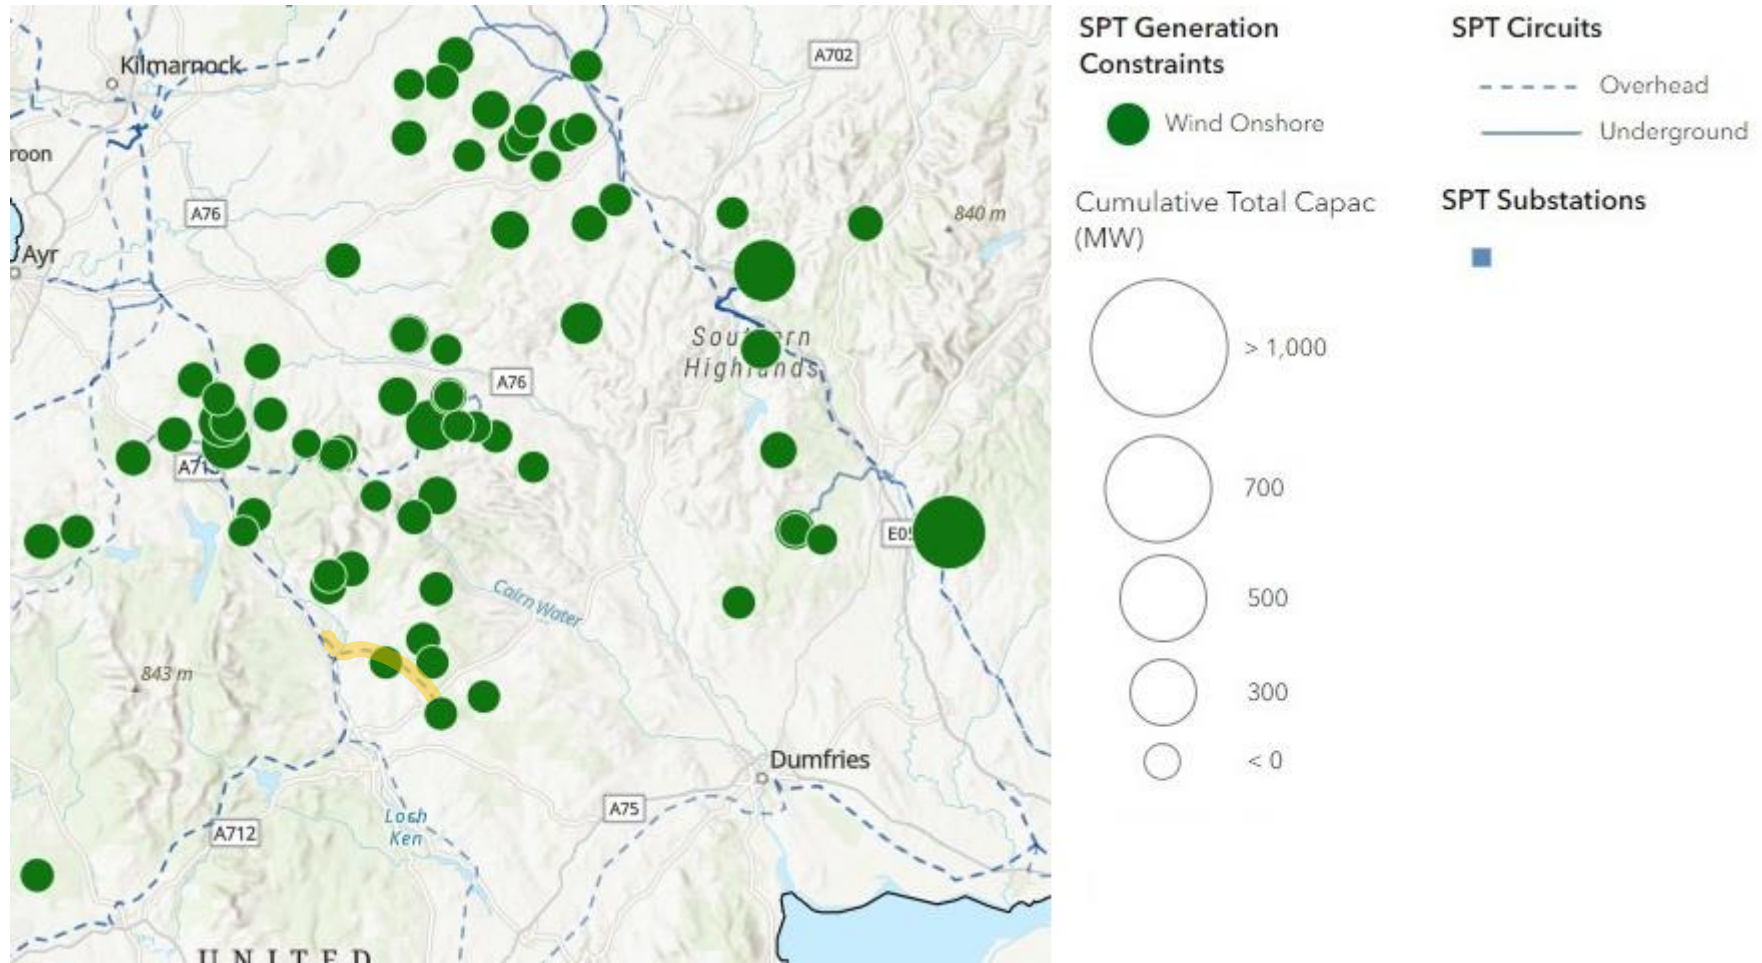 Kilmarnock
A702
roon
A76
840 m
Ayr
Southern
Highlands
A76
A713
E05
Cairn Water
843 m
Dumfries
A75
Loch
Ken
A712
UNITED
SPT Generation
Constraints
Wind Onshore
Cumulative Total Capac
(MW)
> 1,000
700
500
300
< 0
SPT Circuits
Overhead
Underground
SPT Substations